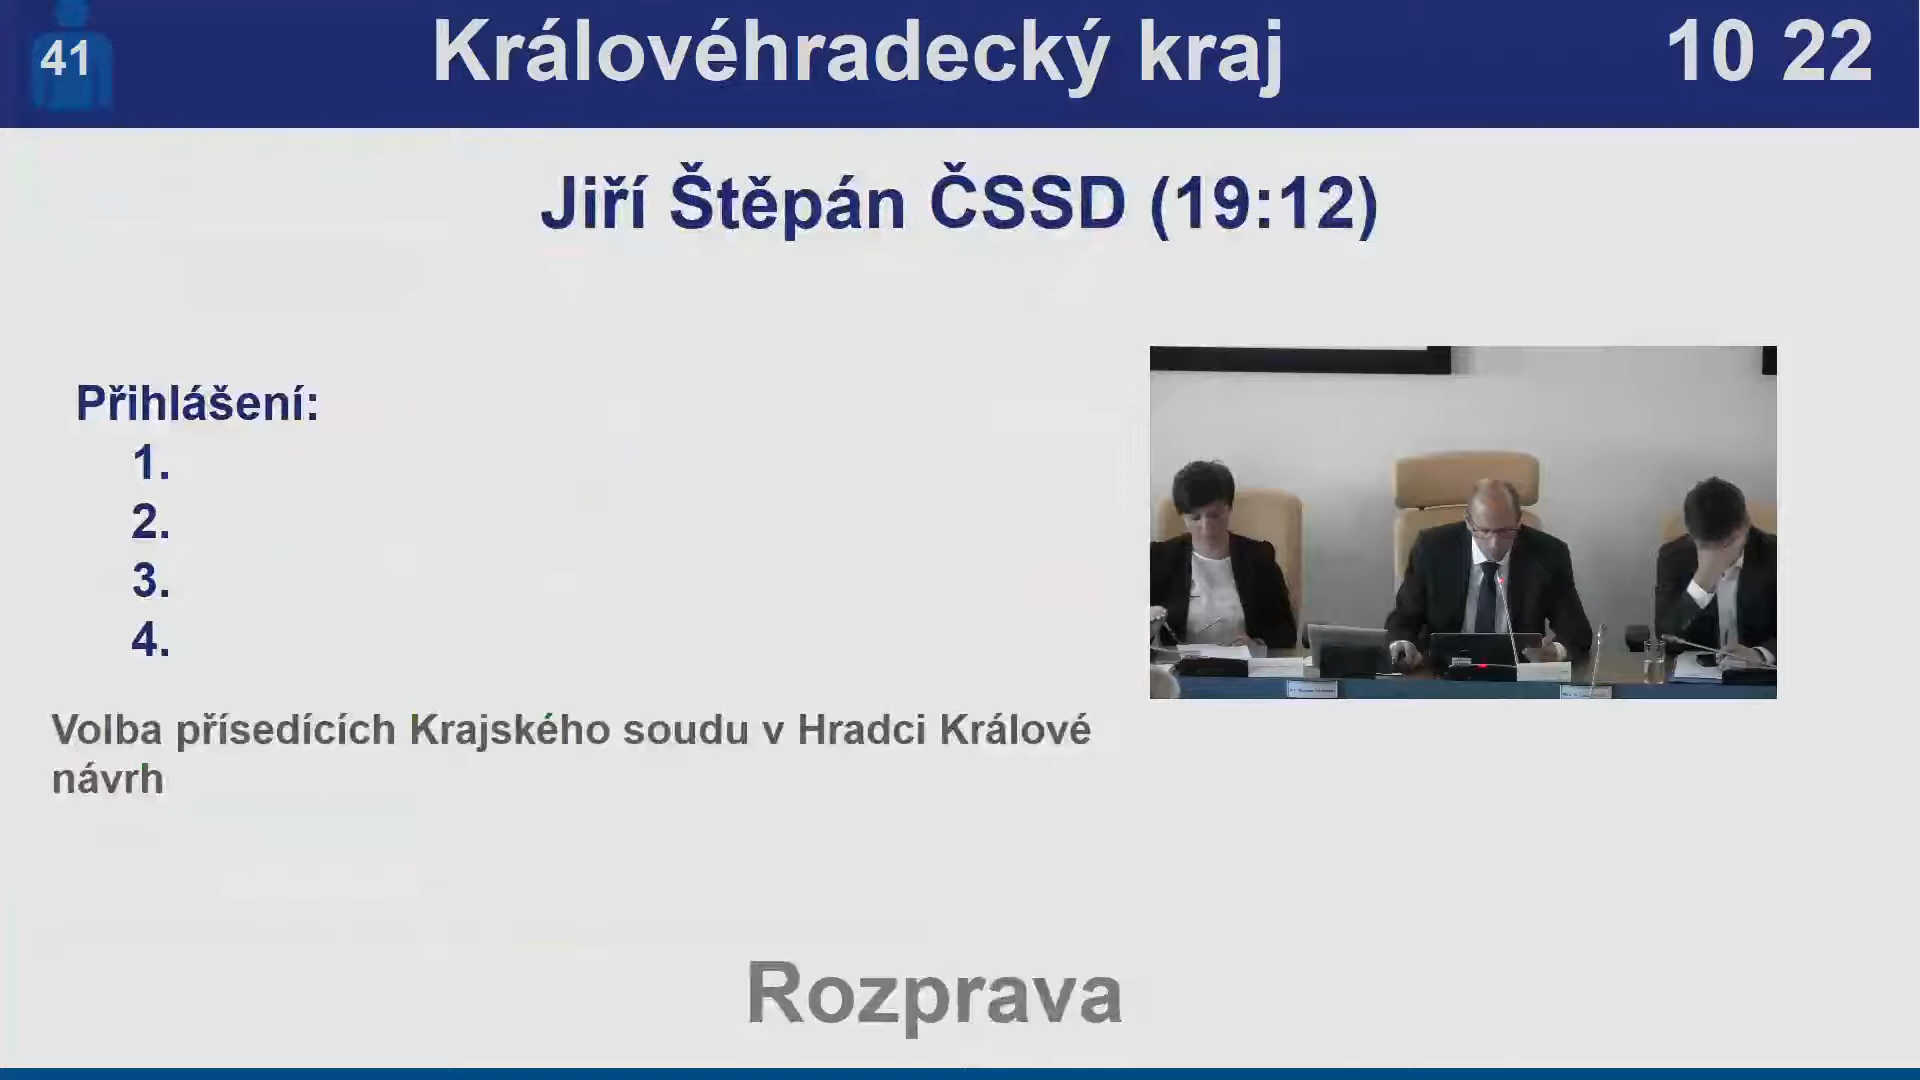 41
Královéhradecký kraj
10 22
Jiří Štěpán ČSSD (19:12)
Přihlášení:
1.
2.
3.
4.
Volba přísedících Krajského soudu v Hradci Králové
návrh
Rozprava